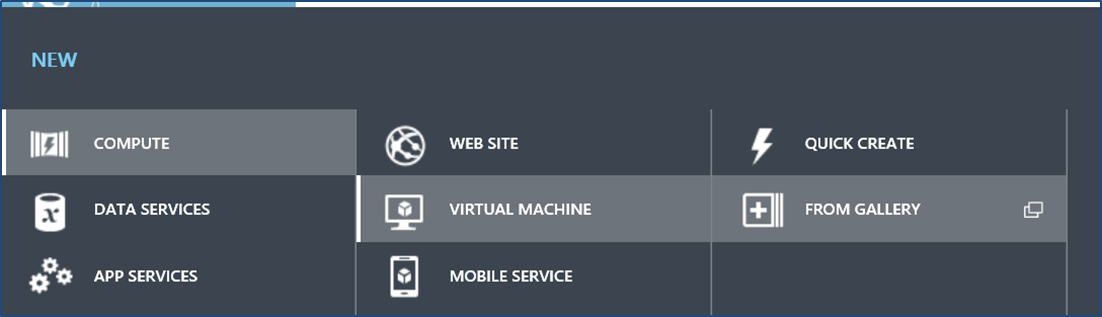 NEW
COMPUTE
WEB SITE
QUICK CREATE
DATA SERVICES
VIRTUAL MACHINE
FROM GALLERY
APP SERVICES
MOBILE SERVICE